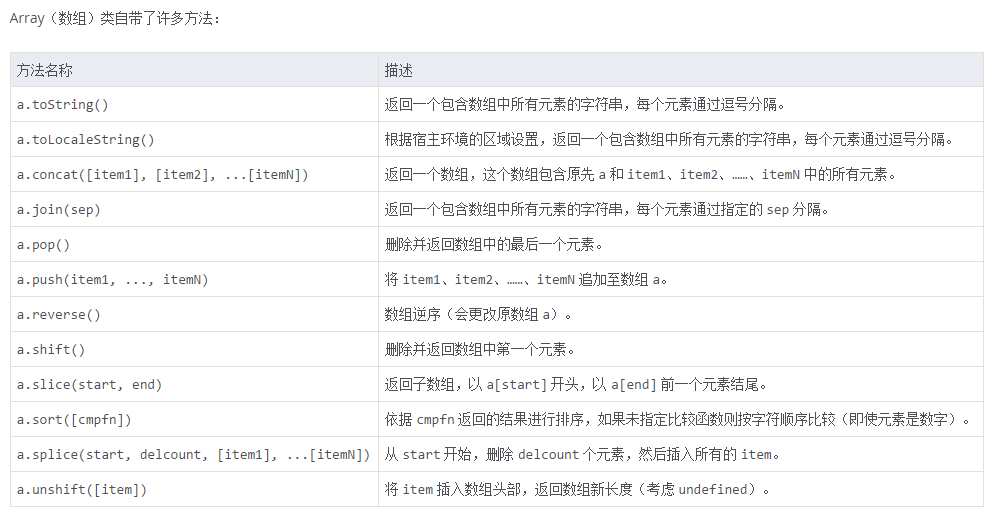 Array（数组）类自带了许多方法：
方法名称 描述
a.toString() 返回一个包含数组中所有元素的字符串，每个元素通过逗号分隔。
a.toLocaleString() 根据宿主环境的区域设置，返回一个包含数组中所有元素的字符串，每个元素通过逗号分隔。
a.concat([item1], [item2], ...[itemN]) 返回一个数组，这个数组包含原先 a 和 item1、item2、……、itemN 中的所有元素。
a.join(sep) 返回一个包含数组中所有元素的字符串，每个元素通过指定的 sep 分隔。
a.pop() 删除并返回数组中的最后一个元素。
a.push(item1, ..., itemN) 将 item1、item2、……、itemN 追加至数组 a。
a.reverse() 数组逆序（会更改原数组 a）。
a.shift() 删除并返回数组中第一个元素。
a.slice(start, end) 返回子数组，以 a[start] 开头，以 a[end] 前一个元素结尾。
a.sort([cmpfn]) 依据 cmpfn 返回的结果进行排序，如果未指定比较函数则按字符顺序比较（即使元素是数字）。
a.splice(start, delcount, [item1], ...[itemN]) 从 start 开始，删除 delcount 个元素，然后插入所有的 item。
a.unshift([item]) 将 item 插入数组头部，返回数组新长度（考虑 undefined）。